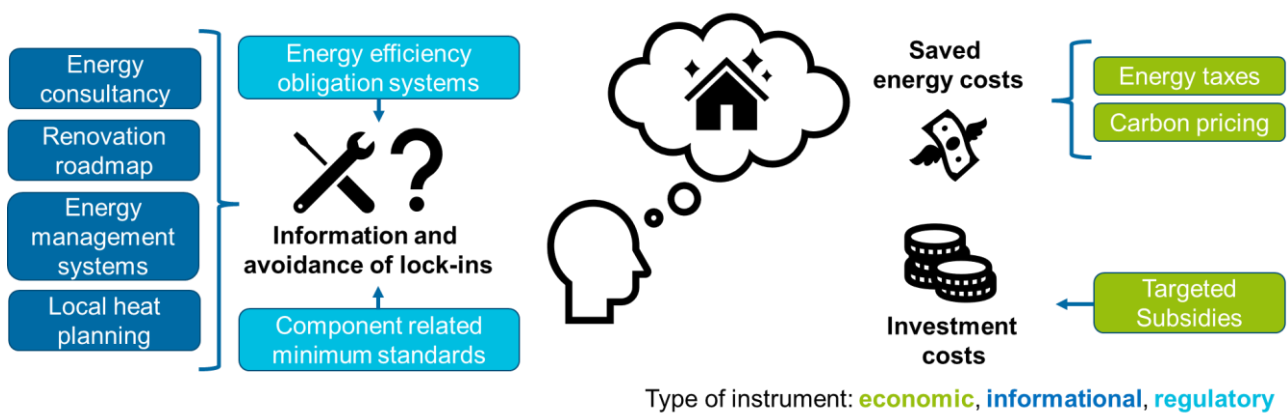 Energy
consultancy
Renovation
roadmap
Energy
management
systems
Local heat
planning
Energy efficiency
obligation systems
?
Information and
avoidance of lock-ins
Component related
minimum standards
Saved
energy costs
Energy taxes
Carbon pricing
Investment
costs
Targeted
Subsidies
Type of instrument: economic, informational, regulatory